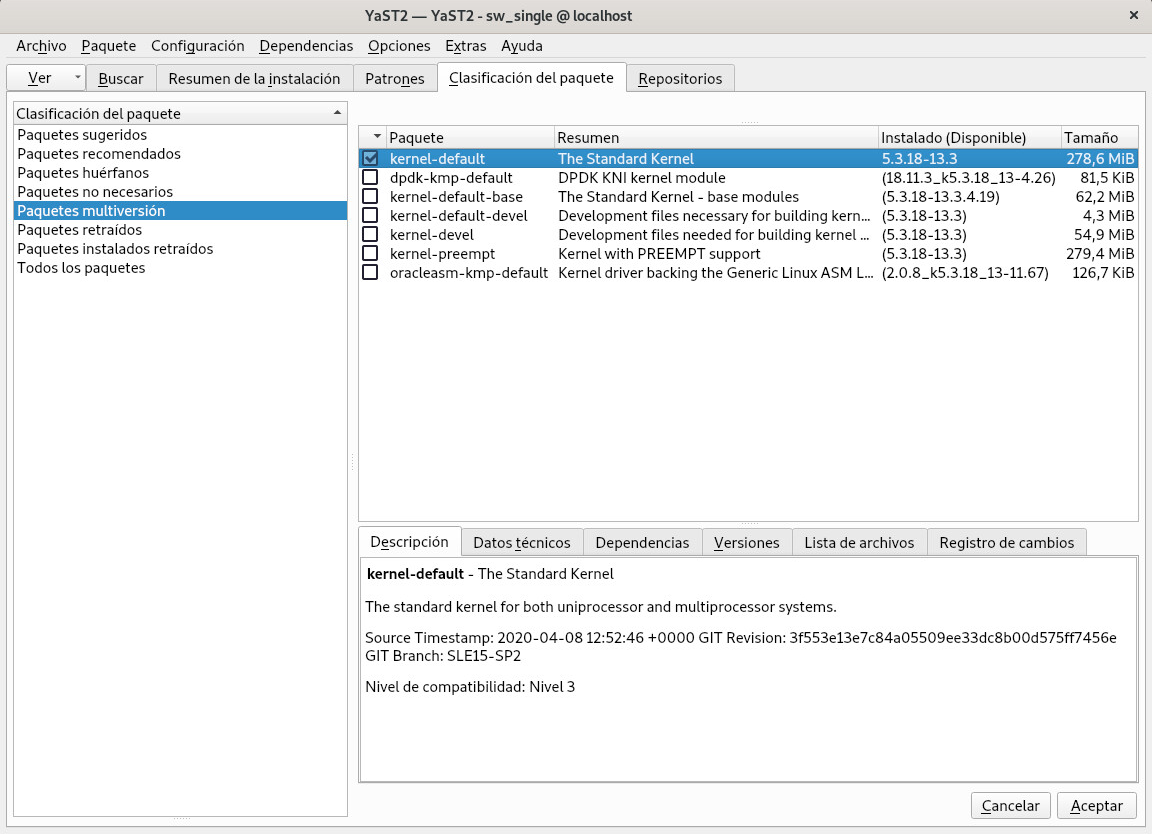 YaST2 — YaST2 - sw_single @ localhost
Archivo Paquete Configuración Dependencias Opciones Extras Ayuda
Ver Buscar Resumen de la instalación Patrones Clasificación del paquete Repositorios
Clasificación del paquete
Paquetes sugeridos
Paquetes recomendados
Paquetes huérfanos
Paquetes no necesarios
Paquetes multiversión
Paquetes retraídos
Paquetes instalados retraídos
Todos los paquetes
Paquete Resumen Instalado (Disponible) Tamaño
kernel-default The Standard Kernel 5.3.18-13.3 278,6 MiB
dpdk-kmp-default DPDK KNI kernel module (18.11.3_k5.3.18_13-4.26) 81,5 KiB
kernel-default-base The Standard Kernel - base modules (5.3.18-13.3.4.19) 62,2 MiB
kernel-default-devel Development files necessary for building kern... (5.3.18-13.3) 4,3 MiB
kernel-devel Development files needed for building kernel ... (5.3.18-13.3) 54,9 MiB
kernel-preempt Kernel with PREEMPT support (5.3.18-13.3) 279,4 MiB
oracleasm-kmp-default Kernel driver backing the Generic Linux ASM L... (2.0.8_k5.3.18_13-11.67) 126,7 KiB
Descripción Datos técnicos Dependencias Versiones Lista de archivos Registro de cambios
kernel-default - The Standard Kernel
The standard kernel for both uniprocessor and multiprocessor systems.
Source Timestamp: 2020-04-08 12:52:46 +0000 GIT Revision: 3f553e13e7c84a05509ee33dc8b00d575ff7456e
GIT Branch: SLE15-SP2
Nivel de compatibilidad: Nivel 3
Cancelar Aceptar